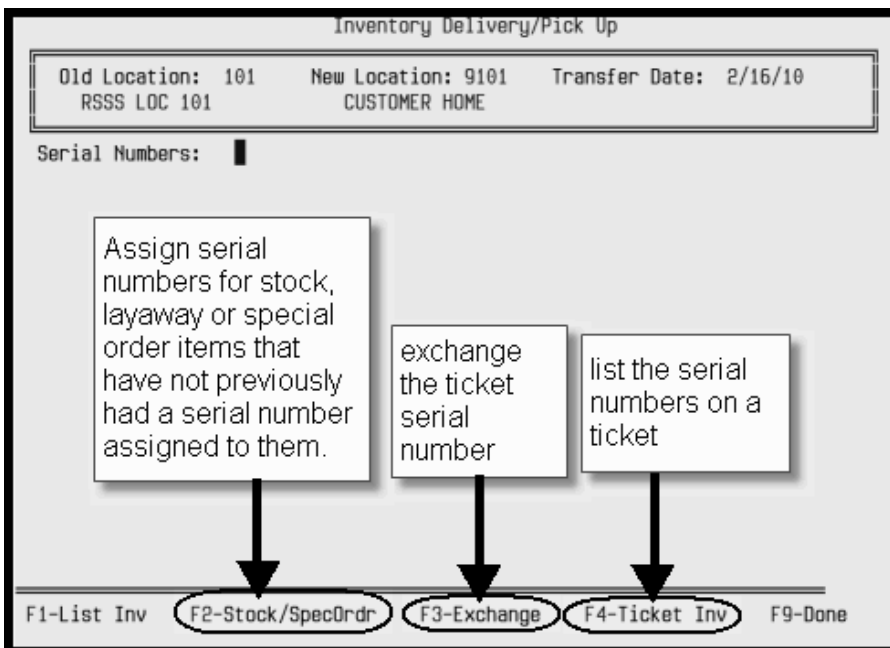 Inventory Delivery/Pick Up
Old Location: 101 New Location: 9101 Transfer Date: 2/16/10
RSSS LOC 101 CUSTOMER HOME
Serial Numbers:
Assign serial
numbers for stock,
layaway or special
order items that
have not previously
had a serial number
assigned to them.
exchange
the ticket
serial
number
list the serial
numbers on a
ticket
F1-List Inv F2-Stock/SpecOrdr F3-Exchange F4-Ticket Inv F9-Done